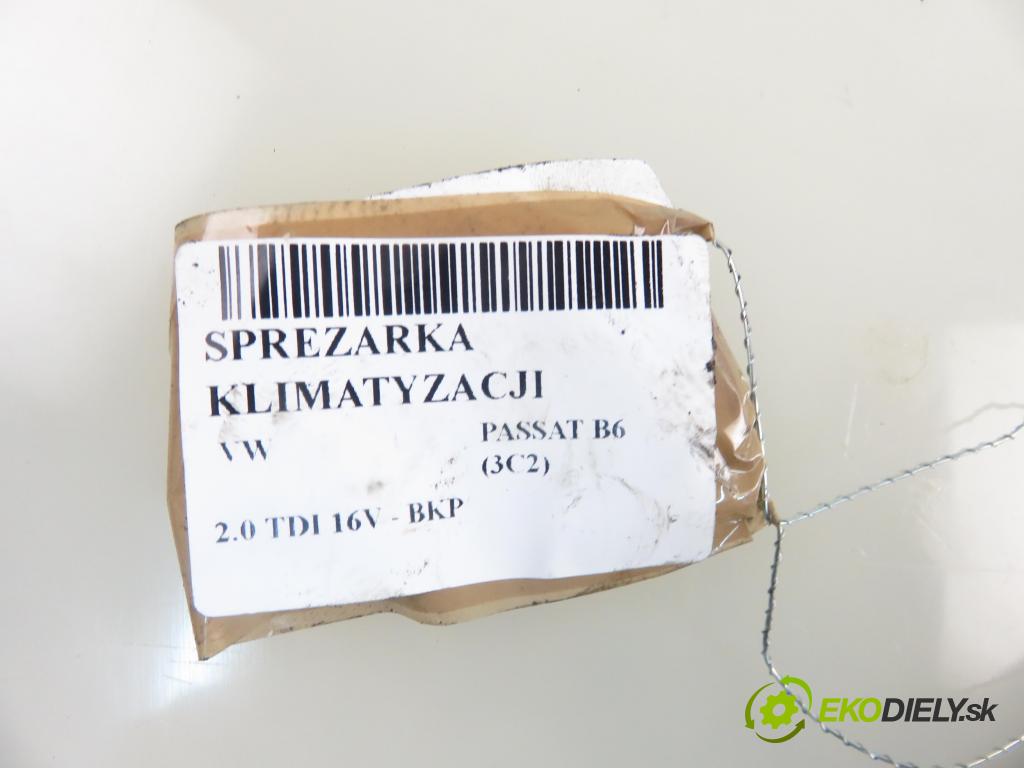 SPREZARKA
KLIMATYZACJI
VW PASSAT B6
(3C2)
2.0 TDI 16V - BKP
EKODIELY.sk